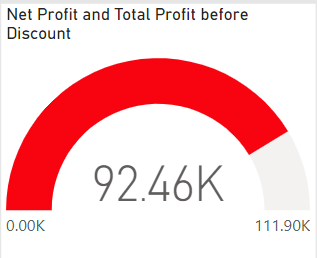 Net Profit and Total Profit before
Discount
92.46K
0.00K
111.90K